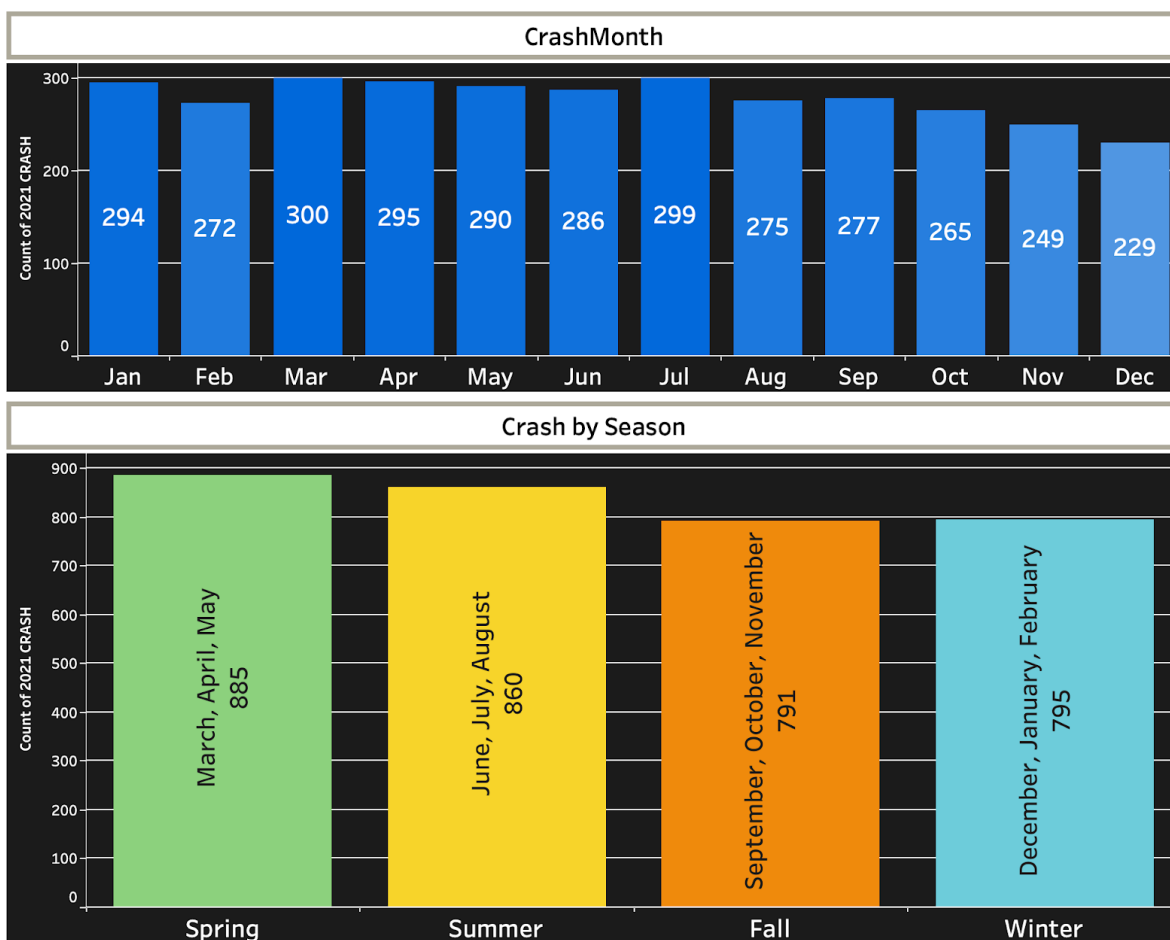 CrashMonth
Count of 2021 CRASH
300
200
100
0
294
272
300
295
290
286
299
275
277
265
249
229
Jan
Feb
Mar
Apr
May
Jun
Jul
Aug
Sep
Oct
Nov
Dec
Crash by Season
Count of 2021 CRASH
900
800
700
600
500
400
300
200
100
0
March, April, May
885
June, July, August
860
September, October, November
791
December, January, February
795
Spring
Summer
Fall
Winter